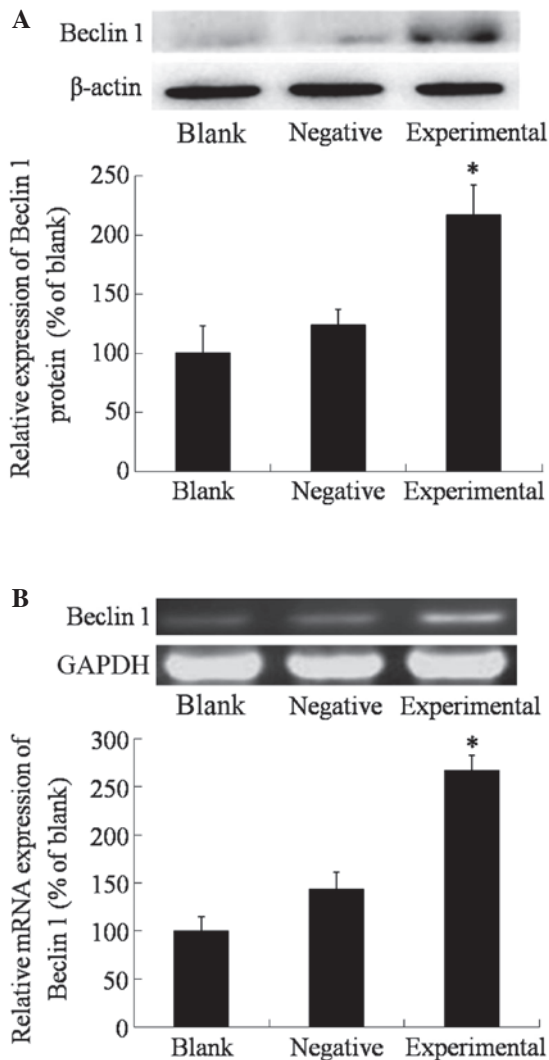 A
Beclin 1
β-actin
Blank Negative Experimental
Relative expression of Beclin 1
protein (% of blank)
250
200
150
100
50
0
*
Blank Negative Experimental
B
Beclin 1
GAPDH
Blank Negative Experimental
Relative mRNA expression of
Beclin 1 (% of blank)
300
250
200
150
100
50
0
*
Blank Negative Experimental